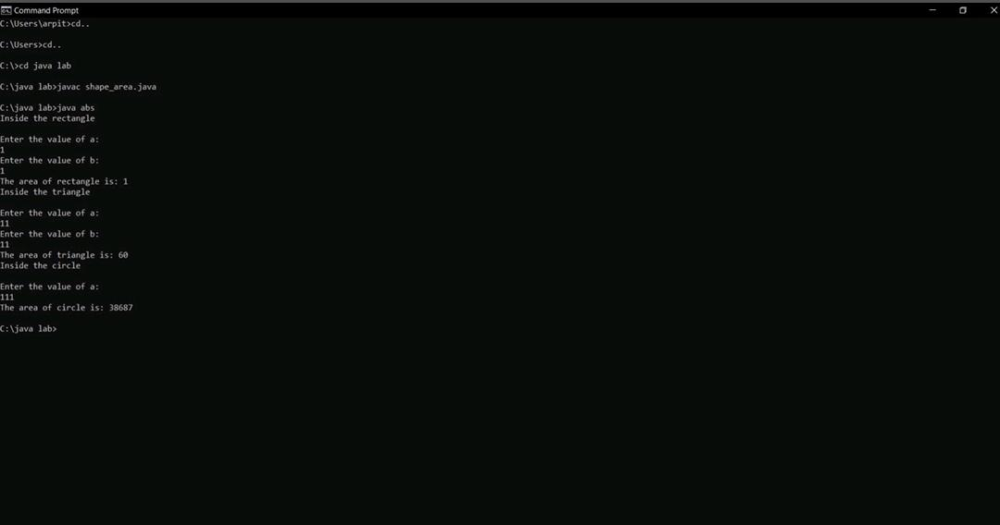 Command Prompt
C:\Users\arpit>cd..
C:\Users>cd..
C:\>cd java lab
C:\java lab>javac shape_area.java
C:\java lab>java abs
Inside the rectangle
Enter the value of a:
1
Enter the value of b:
1
The area of rectangle is: 1
Inside the triangle
Enter the value of a:
11
Enter the value of b:
11
The area of triangle is: 60
Inside the circle
Enter the value of a:
111
The area of circle is: 38687
C:\java lab>